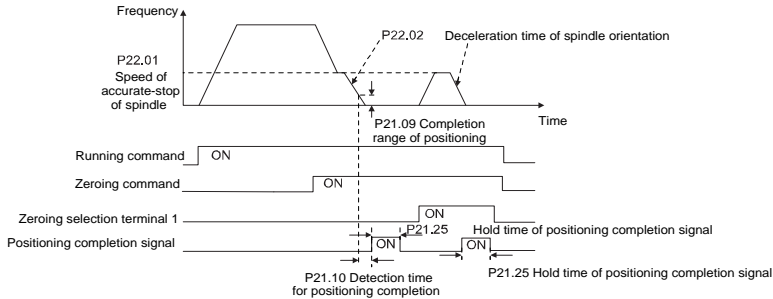 Frequency
P22.02
Deceleration time of spindle orientation
P22.01
Speed of
accurate-stop
of spindle
Time
P21.09 Completion
range of positioning
Running command
ON
Zeroing command
ON
Zeroing selection terminal 1
ON
P21.25
Hold time of positioning completion signal
Positioning completion signal
ON
ON
P21.25 Hold time of positioning completion signal
P21.10 Detection time
for positioning completion